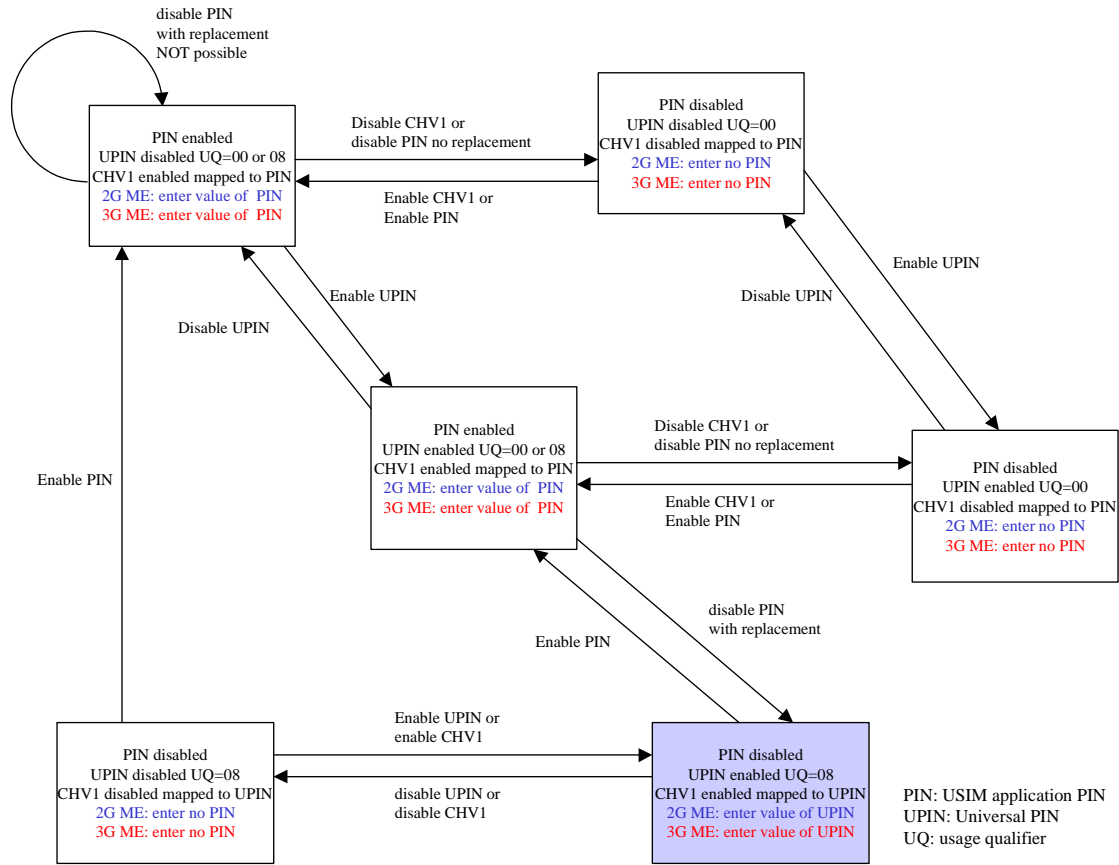 disable PIN
with replacement
NOT possible
PIN enabled
UPIN disabled UQ=00 or 08
CHV1 enabled mapped to PIN
2G ME: enter value of PIN
3G ME: enter value of PIN
Disable CHV1 or
disable PIN no replacement
Enable CHV1 or
Enable PIN
PIN disabled
UPIN disabled UQ=00
CHV1 disabled mapped to PIN
2G ME: enter no PIN
3G ME: enter no PIN
Enable UPIN
Disable UPIN
Enable UPIN
Disable UPIN
PIN enabled
UPIN enabled UQ=00 or 08
CHV1 enabled mapped to PIN
2G ME: enter value of PIN
3G ME: enter value of PIN
Disable CHV1 or
disable PIN no replacement
Enable CHV1 or
Enable PIN
PIN disabled
UPIN enabled UQ=00
CHV1 disabled mapped to PIN
2G ME: enter no PIN
3G ME: enter no PIN
Enable PIN
disable PIN
with replacement
Enable PIN
PIN disabled
UPIN disabled UQ=08
CHV1 disabled mapped to UPIN
2G ME: enter no PIN
3G ME: enter no PIN
Enable UPIN or
enable CHV1
disable UPIN or
disable CHV1
PIN disabled
UPIN enabled UQ=08
CHV1 enabled mapped to UPIN
2G ME: enter value of UPIN
3G ME: enter value of UPIN
PIN: USIM application PIN
UPIN: Universal PIN
UQ: usage qualifier